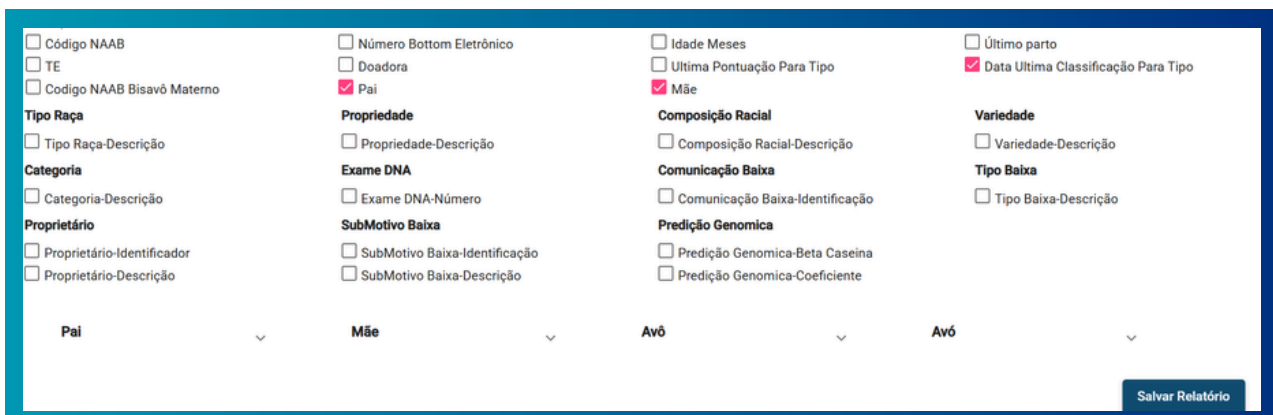 Código NAAB Número Bottom Eletrônico Idade Meses Último parto
TE Doadora Ultima Pontuação Para Tipo Data Ultima Classificação Para Tipo
Codigo NAAB Bisavô Materno Pai Mãe
Tipo Raça Propriedade Composição Racial Variedade
Tipo Raça-Descrição Propriedade-Descrição Composição Racial-Descrição Variedade-Descrição
Categoria Exame DNA Comunicação Baixa Tipo Baixa
Categoria-Descrição Exame DNA-Número Comunicação Baixa-Identificação Tipo Baixa-Descrição
Proprietário SubMotivo Baixa Predição Genomica
Proprietário-Identificador SubMotivo Baixa-Identificação Predição Genomica-Beta Caseina
Proprietário-Descrição SubMotivo Baixa-Descrição Predição Genomica-Coeficiente
Pai Mãe Avô Avó
Salvar Relatório